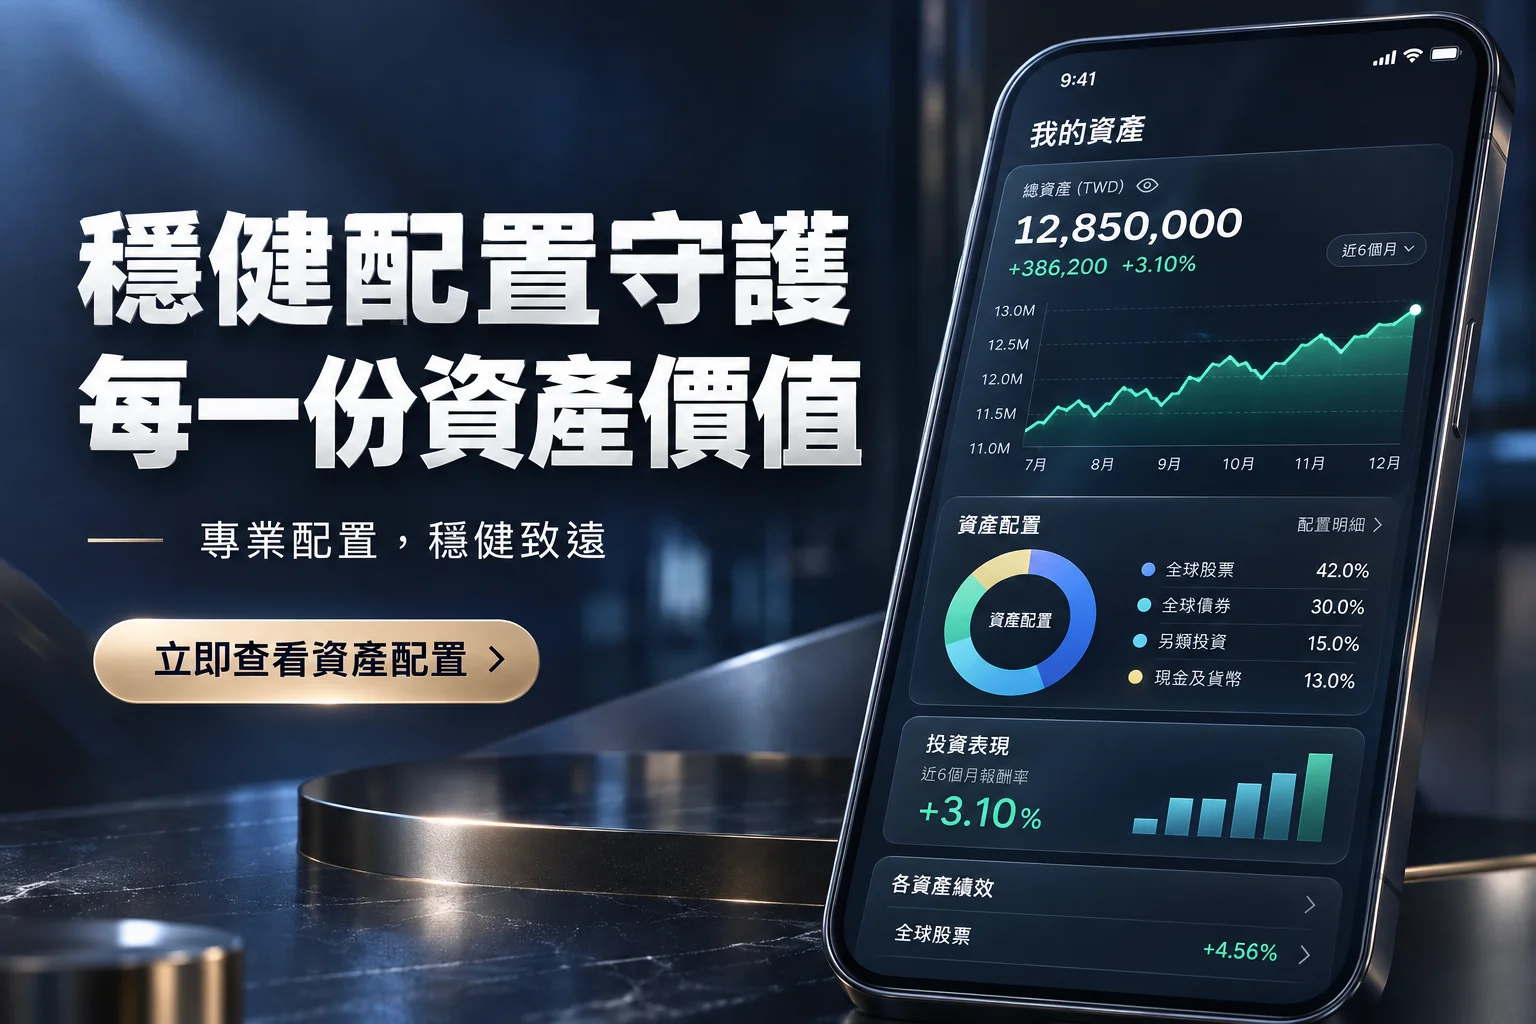 穩健配置守護
每一份資產價值
專業配置，穩健致遠
立即查看資產配置
9:41
我的資產
總資產 (TWD)
12,850,000
+386,200 +3.10%
近6個月
13.0M
12.5M
12.0M
11.5M
11.0M
7月 8月 9月 10月 11月 12月
資產配置
配置明細
資產配置
全球股票 42.0%
全球債券 30.0%
另類投資 15.0%
現金及貨幣 13.0%
投資表現
近6個月報酬率
+3.10%
各資產績效
全球股票 +4.56%